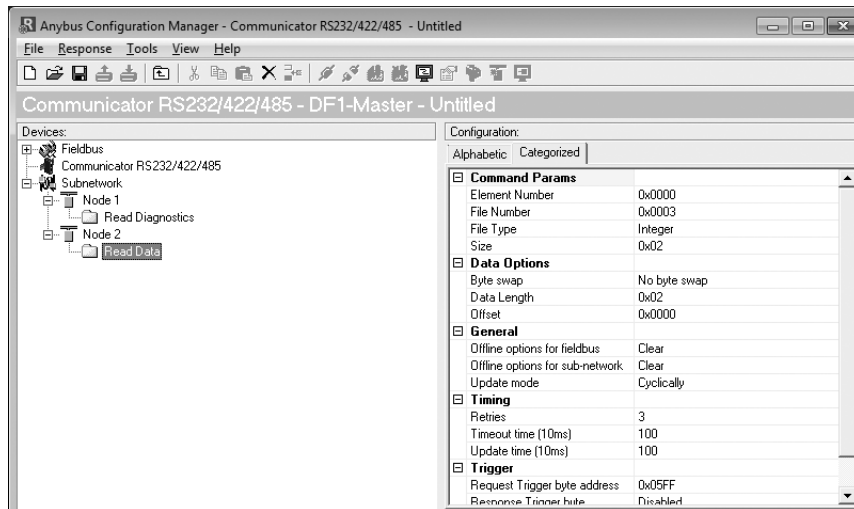 Anybus Configuration Manager - Communicator RS232/422/485 - Untitled
File Response Tools View Help
Communicator RS232/422/485 - DF1-Master - Untitled
Devices:
Fieldbus
Communicator RS232/422/485
Subnetwork
Node 1
Read Diagnostics
Node 2
Read Data
Configuration:
Alphabetic Categorized
Command Params
Element Number 0x0000
File Number 0x0003
File Type Integer
Size 0x02
Data Options
Byte swap No byte swap
Data Length 0x02
Offset 0x0000
General
Offline options for fieldbus Clear
Offline options for sub-network Clear
Update mode Cyclically
Timing
Retries 3
Timeout time (10ms) 100
Update time (10ms) 100
Trigger
Request Trigger byte address 0x05FF
Response Trigger byte Disabled